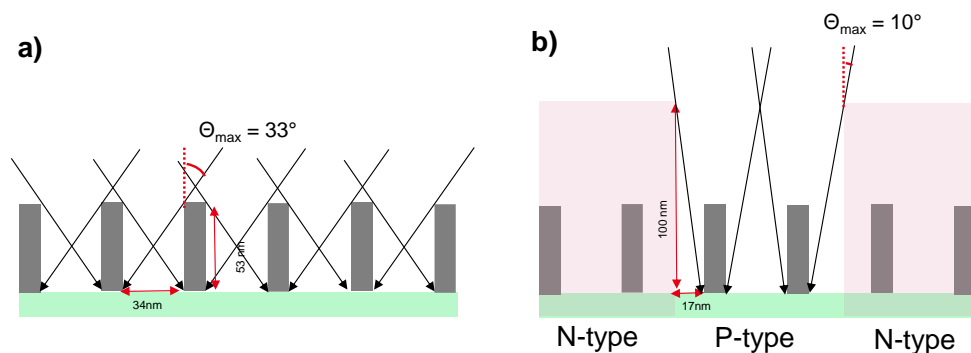 a)
Θmax = 33°
53 nm
34nm
b)
Θmax = 10°
100 nm
17nm
N-type
P-type
N-type